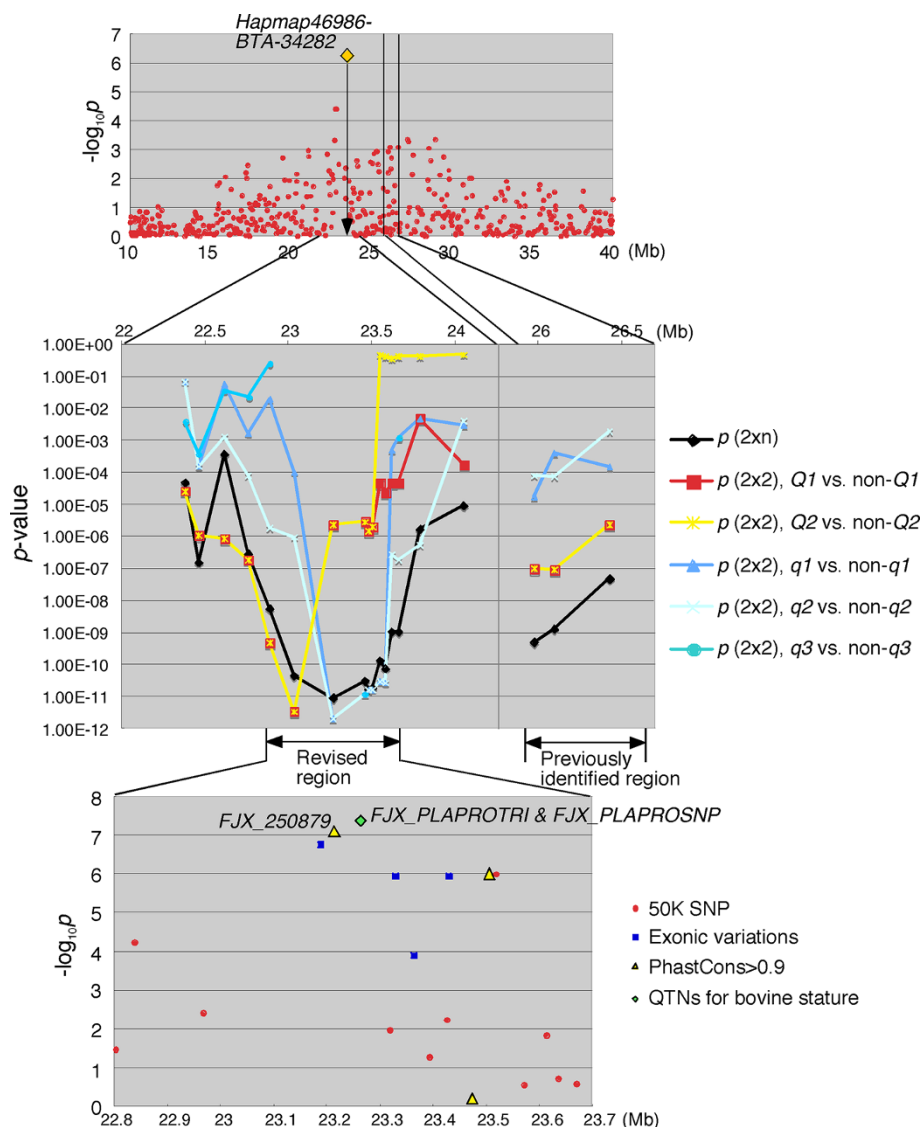 Hapmap46986-
BTA-34282
7
6
5
4
3
2
1
0
-log10p
10 15 20 25 30 35 40 (Mb)
22 22.5 23 23.5 24 26 26.5 (Mb)
1.00E+00
1.00E-01
1.00E-02
1.00E-03
1.00E-04
1.00E-05
1.00E-06
1.00E-07
1.00E-08
1.00E-09
1.00E-10
1.00E-11
1.00E-12
p-value
p (2xn)
p (2x2), Q1 vs. non-Q1
p (2x2), Q2 vs. non-Q2
p (2x2), q1 vs. non-q1
p (2x2), q2 vs. non-q2
p (2x2), q3 vs. non-q3
Revised
region
Previously
identified region
8
7
6
5
4
3
2
1
0
-log10p
FJX_250879
FJX_PLAPROTRI & FJX_PLAPROSNP
50K SNP
Exonic variations
PhastCons>0.9
QTNs for bovine stature
22.8 22.9 23 23.1 23.2 23.3 23.4 23.5 23.6 23.7 (Mb)